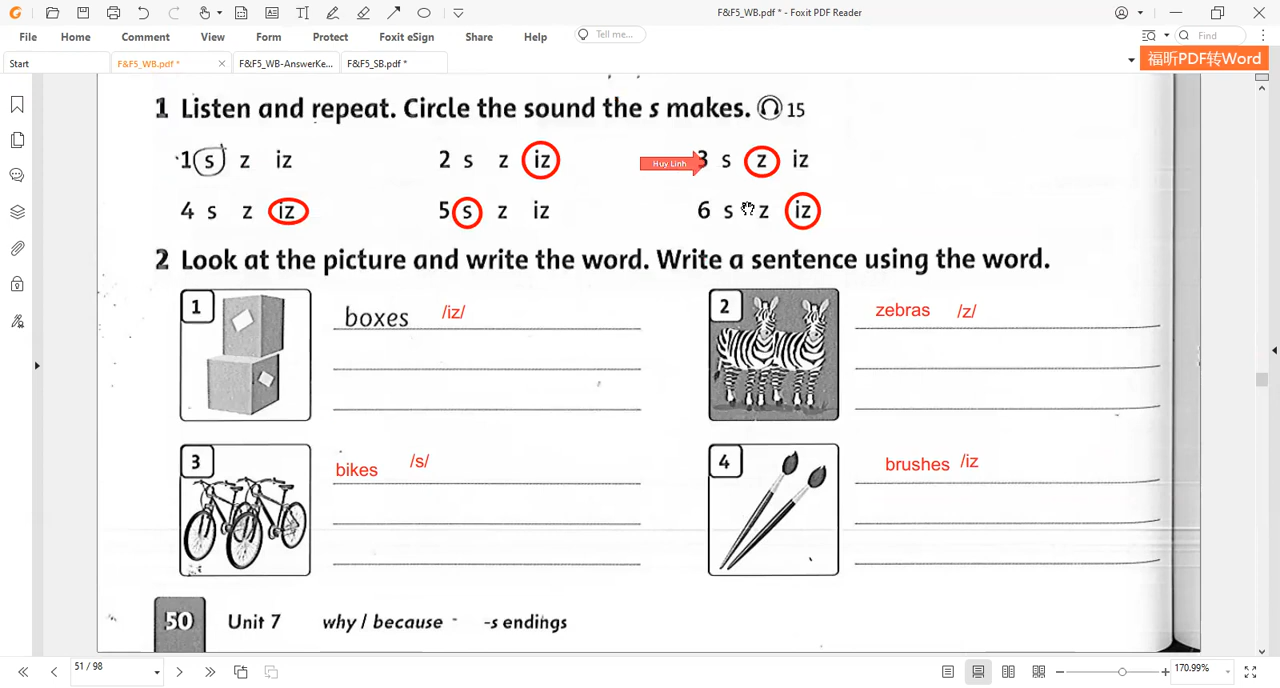 F&F5_WB.pdf * - Foxit PDF Reader
File Home Comment View Form Protect Foxit eSign Share Help Tell me... Find
Start F&F5_WB.pdf * F&F5_WB-AnswerKe... F&F5_SB.pdf * 福昕PDF转Word
1 Listen and repeat. Circle the sound the s makes. 15
1 s z iz 2 s z iz Huy Linh 3 s z iz
4 s z iz 5 s z iz 6 s z iz
2 Look at the picture and write the word. Write a sentence using the word.
1 boxes /iz/ 2 zebras /z/
3 bikes /s/ 4 brushes /iz
50 Unit 7 why / because -s endings
51 / 98 170.99%